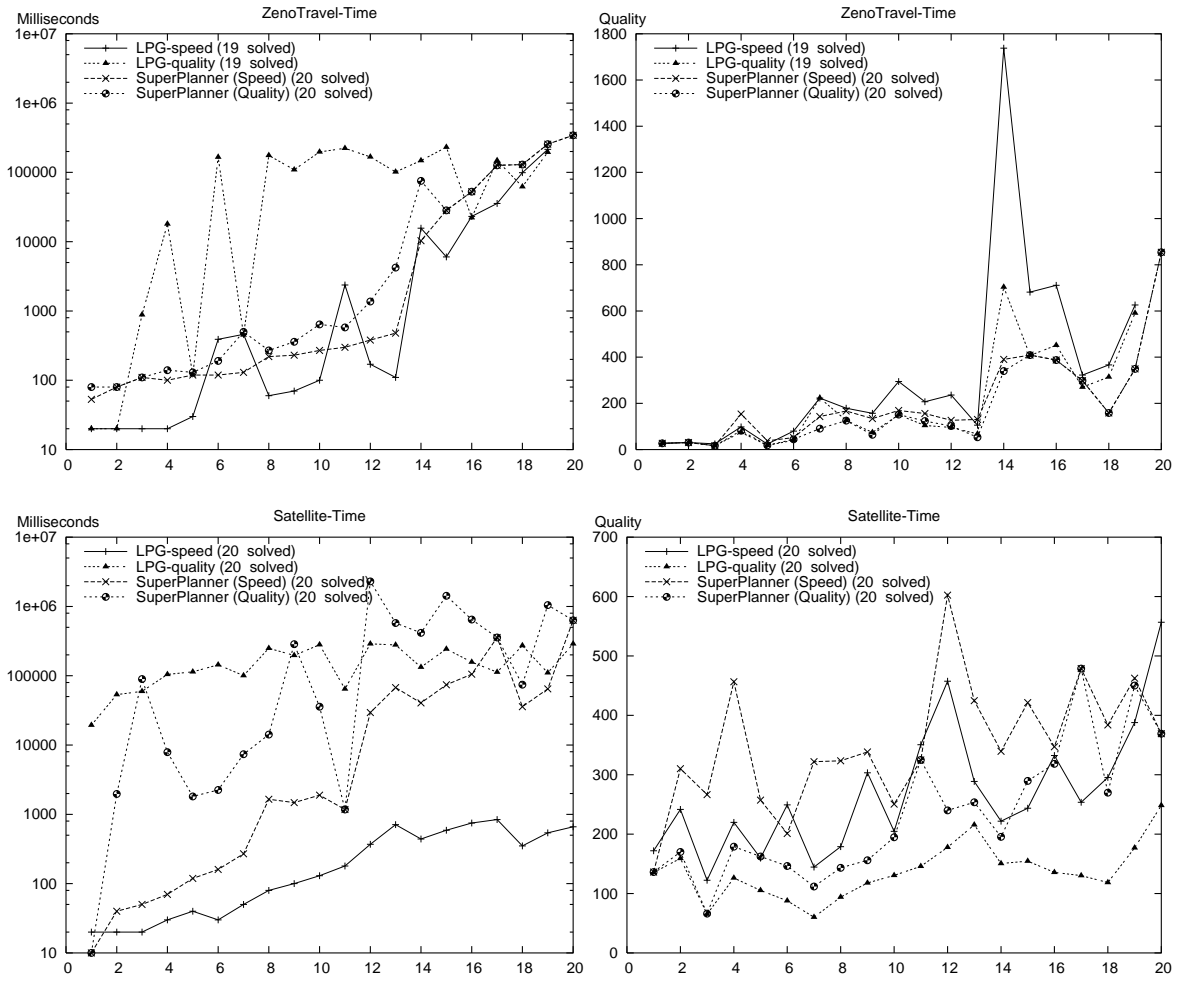 ZenoTravel-Time
Milliseconds
1e+07
1e+06
100000
10000
1000
100
10
LPG-speed (19 solved)
LPG-quality (19 solved)
SuperPlanner (Speed) (20 solved)
SuperPlanner (Quality) (20 solved)
0 2 4 6 8 10 12 14 16 18 20
ZenoTravel-Time
Quality
1800
1600
1400
1200
1000
800
600
400
200
0
LPG-speed (19 solved)
LPG-quality (19 solved)
SuperPlanner (Speed) (20 solved)
SuperPlanner (Quality) (20 solved)
0 2 4 6 8 10 12 14 16 18 20
Satellite-Time
Milliseconds
1e+07
1e+06
100000
10000
1000
100
10
LPG-speed (20 solved)
LPG-quality (20 solved)
SuperPlanner (Speed) (20 solved)
SuperPlanner (Quality) (20 solved)
0 2 4 6 8 10 12 14 16 18 20
Satellite-Time
Quality
700
600
500
400
300
200
100
0
LPG-speed (20 solved)
LPG-quality (20 solved)
SuperPlanner (Speed) (20 solved)
SuperPlanner (Quality) (20 solved)
0 2 4 6 8 10 12 14 16 18 20